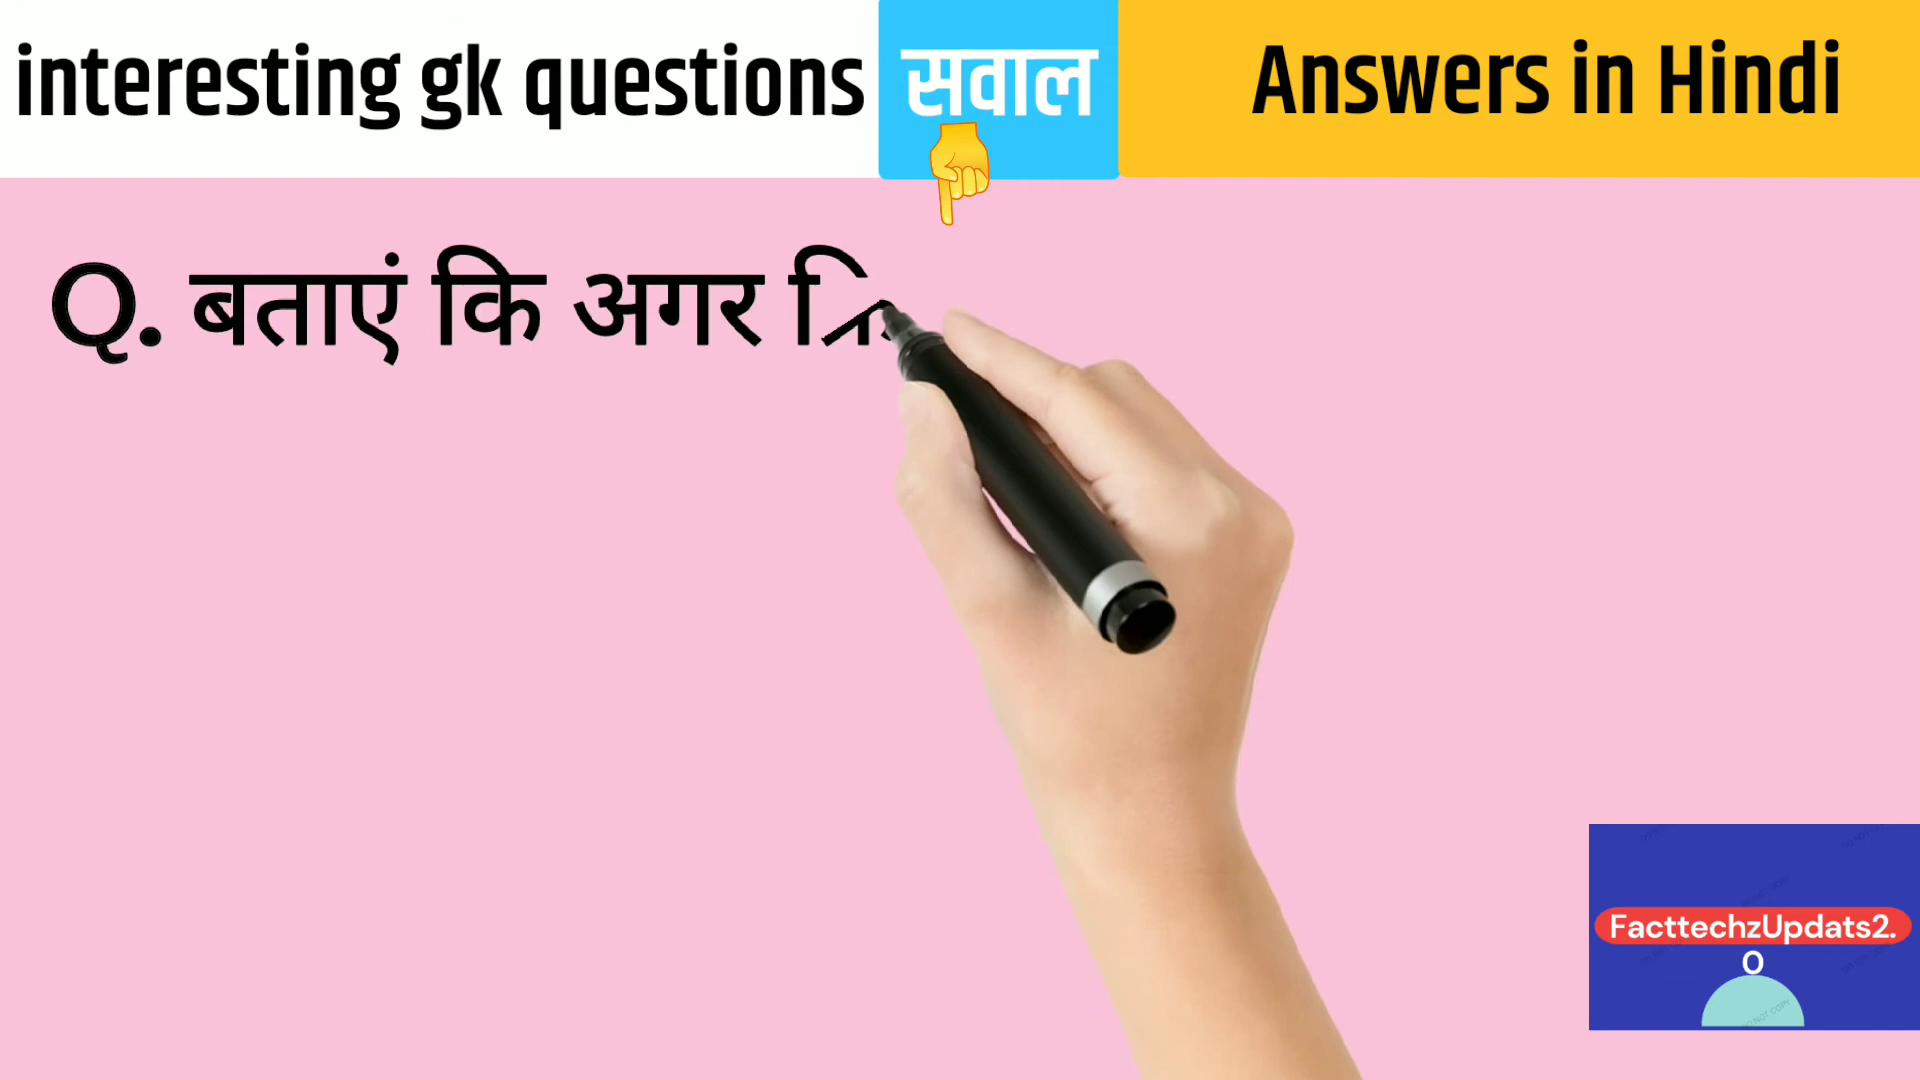 interesting gk questions सवाल Answers in Hindi
Q. बताएं कि अगर
FacttechzUpdats2.
0